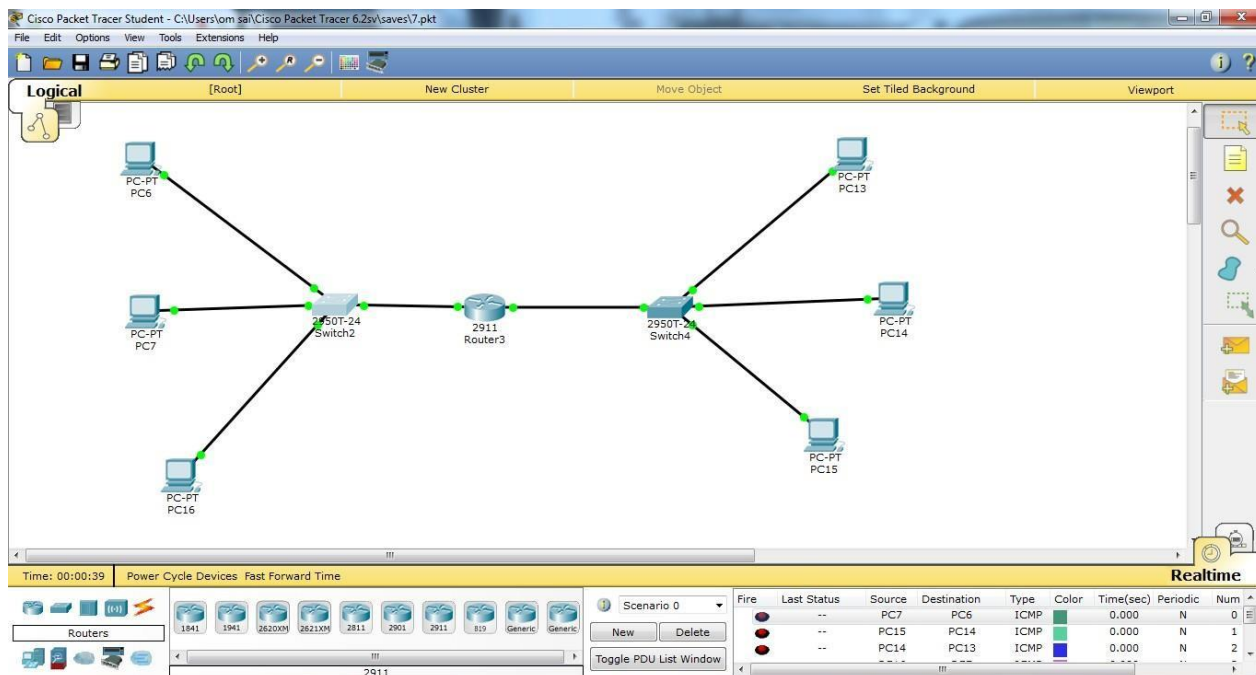 Cisco Packet Tracer Student - C:\Users\om sai\Cisco Packet Tracer 6.2sv\saves\7.pkt
File Edit Options View Tools Extensions Help
Logical [Root] New Cluster Move Object Set Tiled Background Viewport
PC-PT
PC6
PC-PT
PC13
PC-PT
PC7
2950T-24
Switch2
2911
Router3
2950T-24
Switch4
PC-PT
PC14
PC-PT
PC15
PC-PT
PC16
Time: 00:00:39 Power Cycle Devices Fast Forward Time Realtime
Routers
1841 1941 2620XM 2621XM 2811 2901 2911 819 Generic Generic
2911
Scenario 0
New Delete
Toggle PDU List Window
Fire Last Status Source Destination Type Color Time(sec) Periodic Num
-- PC7 PC6 ICMP 0.000 N 0
-- PC15 PC14 ICMP 0.000 N 1
-- PC14 PC13 ICMP 0.000 N 2